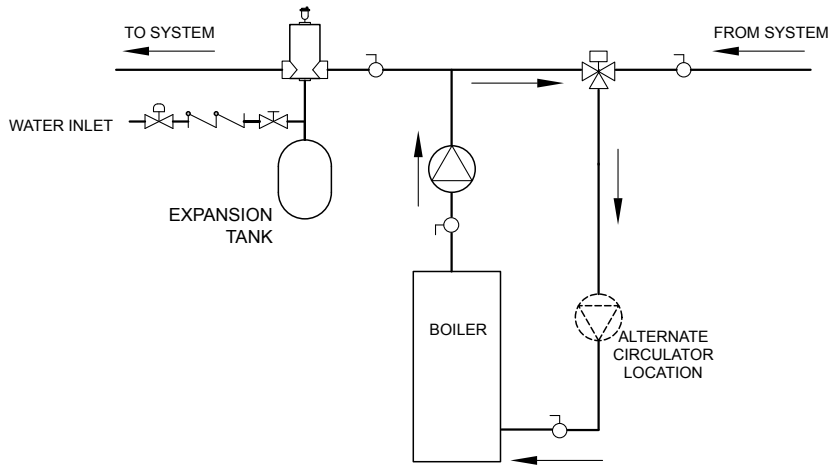 TO SYSTEM
FROM SYSTEM
WATER INLET
EXPANSION
TANK
BOILER
ALTERNATE
CIRCULATOR
LOCATION